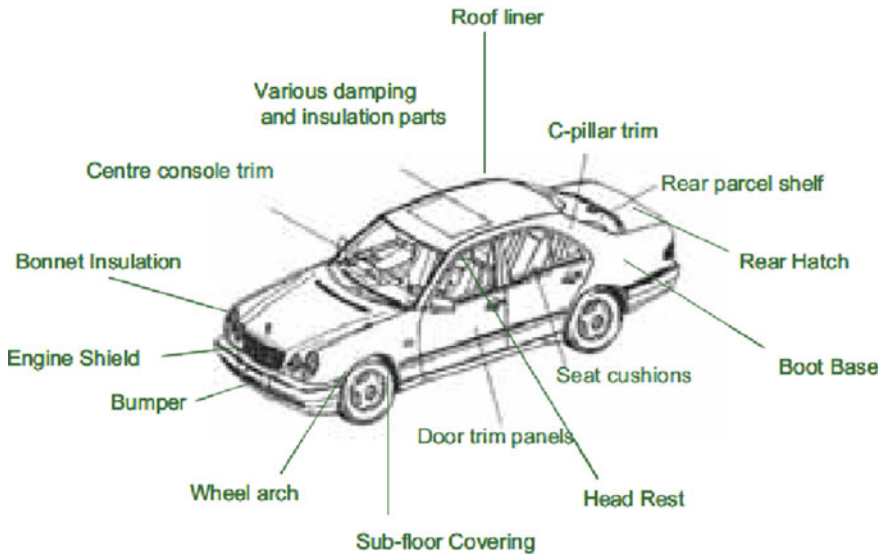 Roof liner
Various damping
and insulation parts
C-pillar trim
Centre console trim
Rear parcel shelf
Bonnet Insulation
Rear Hatch
Engine Shield
Boot Base
Seat cushions
Bumper
Door trim panels
Wheel arch
Head Rest
Sub-floor Covering